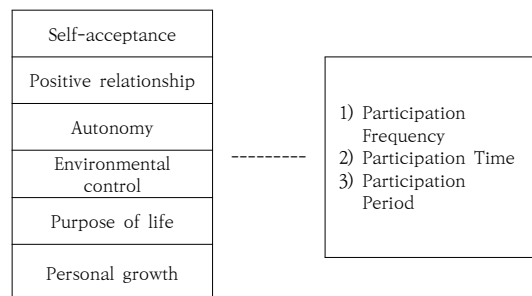 Self-acceptance
Positive relationship
Autonomy
Environmental
control
Purpose of life
Personal growth
1) Participation
Frequency
2) Participation Time
3) Participation
Period